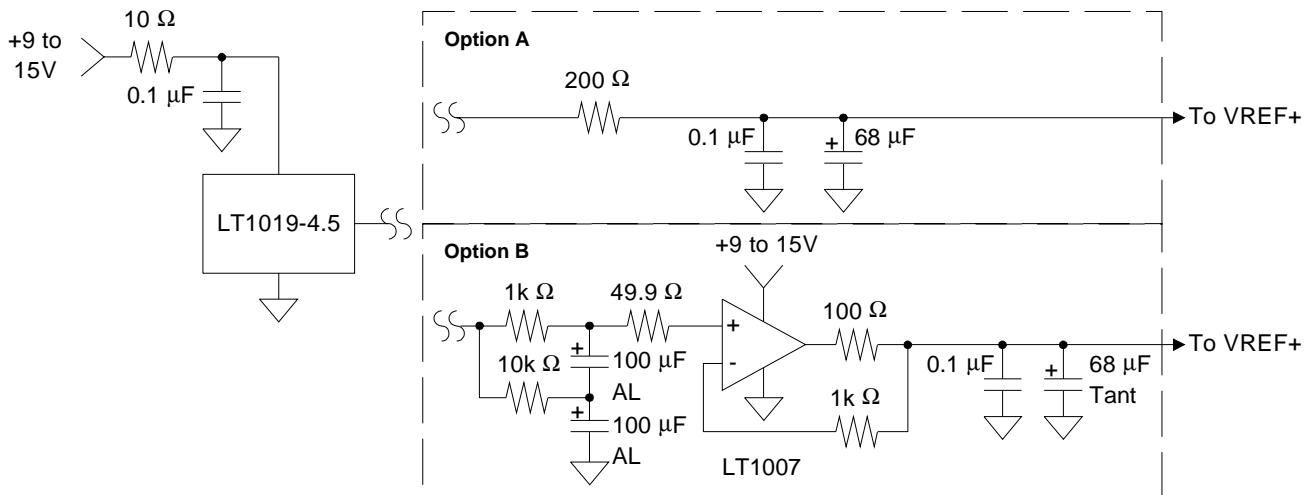 10 Ω
+9 to
15V
0.1 µF
LT1019-4.5
Option A
200 Ω
0.1 µF
+
68 µF
To VREF+
Option B
+9 to 15V
1k Ω
49.9 Ω
+
-
100 Ω
To VREF+
10k Ω
+
100 µF
AL
+
100 µF
AL
1k Ω
LT1007
0.1 µF
+
68 µF
Tant